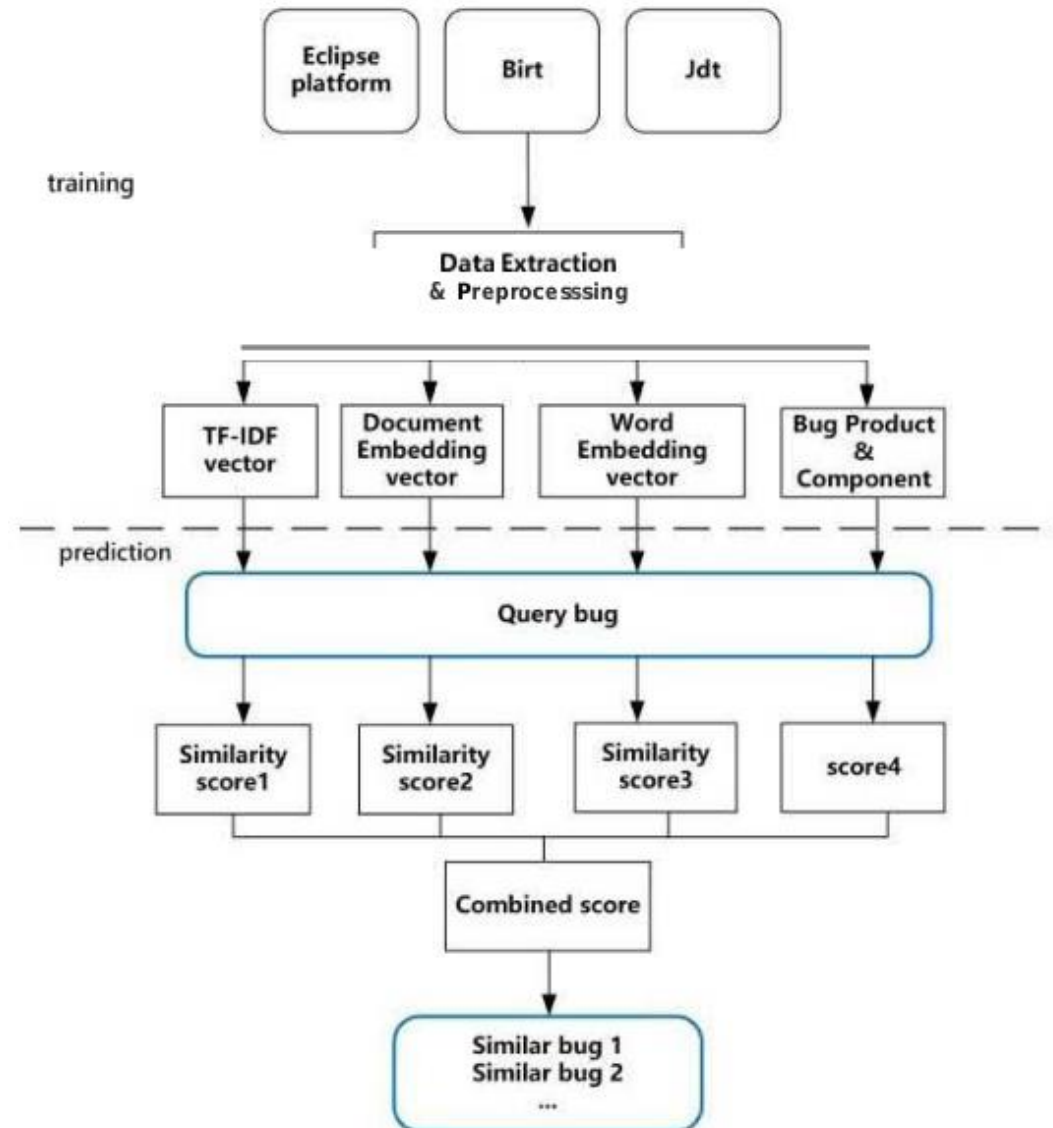 Eclipse
platform
Birt
Jdt
training
Data Extraction
& Preprocesssing
TF-IDF
vector
Document
Embedding
vector
Word
Embedding
vector
Bug Product
&
Component
prediction
Query bug
Similarity
score1
Similarity
score2
Similarity
score3
score4
Combined score
Similar bug 1
Similar bug 2
...